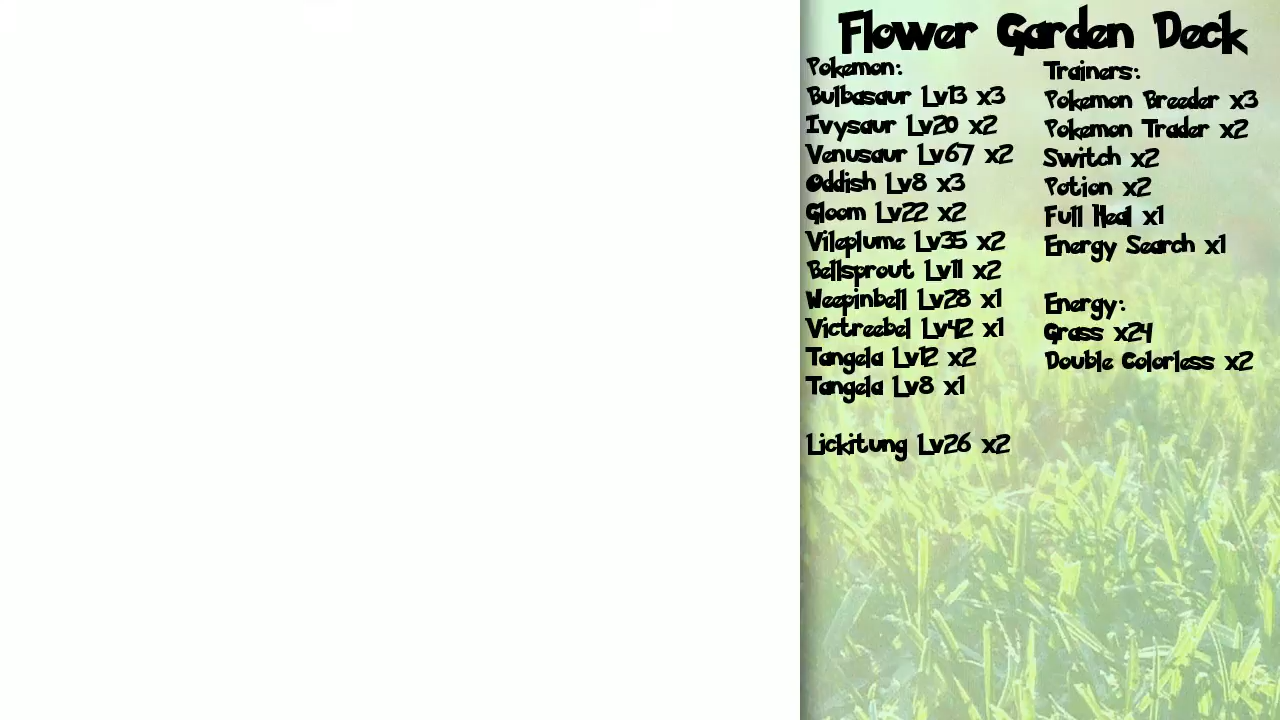 Flower Garden Deck
Pokemon:
Bulbasaur Lv13 x3
Ivysaur Lv20 x2
Venusaur Lv67 x2
Oddish Lv8 x3
Gloom Lv22 x2
Vileplume Lv35 x2
Bellsprout Lv11 x2
Weepinbell Lv28 x1
Victreebel Lv42 x1
Tangela Lv12 x2
Tangela Lv8 x1
Lickitung Lv26 x2
Trainers:
Pokemon Breeder x3
Pokemon Trader x2
Switch x2
Potion x2
Full Heal x1
Energy Search x1
Energy:
Grass x24
Double Colorless x2